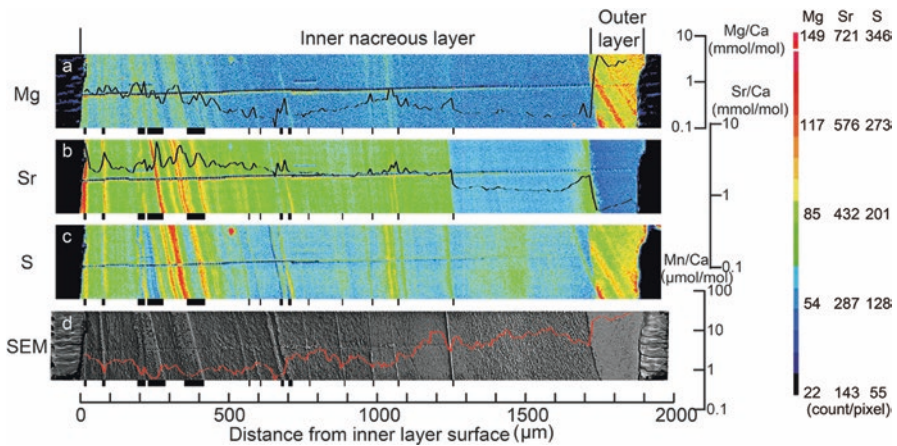 Inner nacreous layer
Outer
layer
Mg/Ca
(mmol/mol)
Sr/Ca
(mmol/mol)
Mn/Ca
(µmol/mol)
Mg Sr S
149 721 346
117 576 273
85 432 201
54 287 128
22 143 55
(count/pixel)
Mg
a
10
1
0.1
Sr
b
10
1
0.1
S
c
SEM
d
100
10
1
0.1
0 500 1000 1500 2000
Distance from inner layer surface (µm)